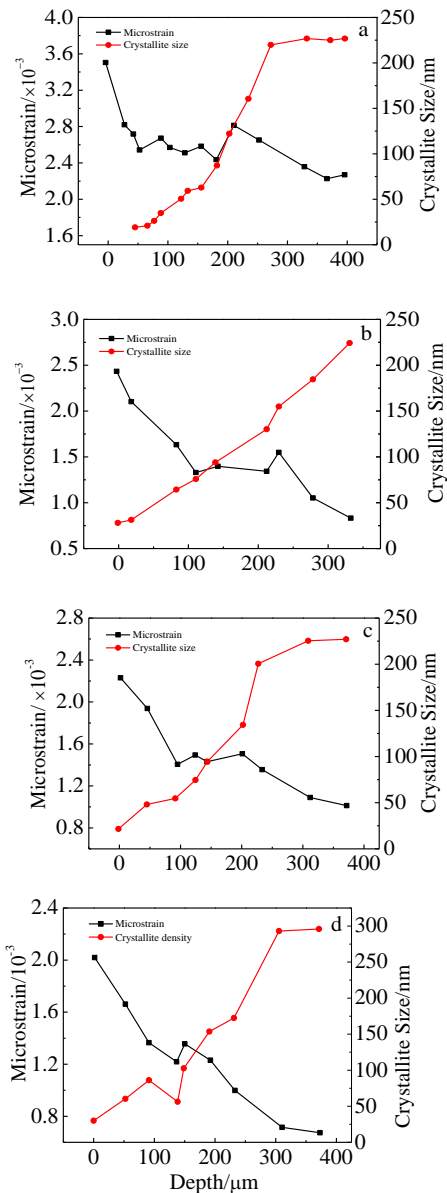 a
Microstrain
Crystallite size
4.0
3.6
3.2
2.8
2.4
2.0
1.6
Microstrain/×10⁻³
250
200
150
100
50
0
Crystallite Size/nm
0 100 200 300 400
b
Microstrain
Crystallite size
3.0
2.5
2.0
1.5
1.0
0.5
Microstrain/×10⁻³
250
200
150
100
50
0
Crystallite Size/nm
0 100 200 300
c
Microstrain
Crystallite size
2.8
2.4
2.0
1.6
1.2
0.8
Microstrain/ ×10⁻³
250
200
150
100
50
0
Crystallite Size/nm
0 100 200 300 400
d
Microstrain
Crystallite density
2.4
2.0
1.6
1.2
0.8
Microstrain/10⁻³
300
250
200
150
100
50
0
Crystallite Size/nm
0 100 200 300 400
Depth/μm